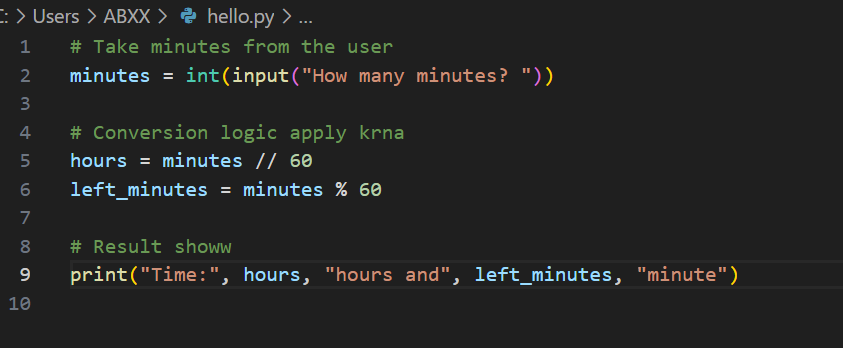 C: > Users > ABXX > hello.py > ...
1 # Take minutes from the user
2 minutes = int(input("How many minutes? "))
3
4 # Conversion logic apply krna
5 hours = minutes // 60
6 left_minutes = minutes % 60
7
8 # Result showw
9 print("Time:", hours, "hours and", left_minutes, "minute")
10